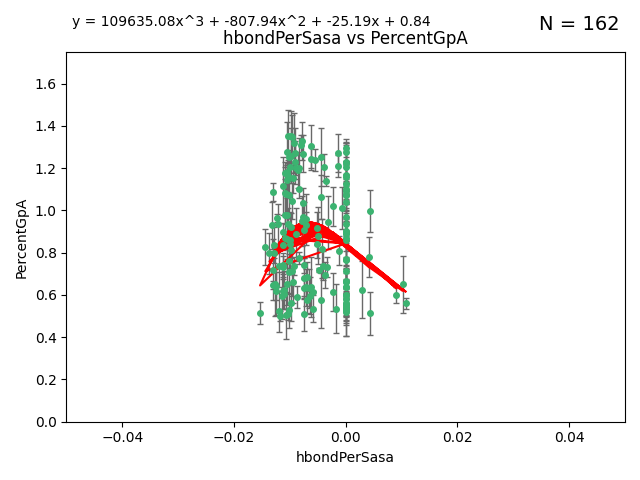 y = 109635.08x^3 + -807.94x^2 + -25.19x + 0.84
N = 162
hbondPerSasa vs PercentGpA
PercentGpA
1.6
1.4
1.2
1.0
0.8
0.6
0.4
0.2
0.0
−0.04 −0.02 0.00 0.02 0.04
hbondPerSasa